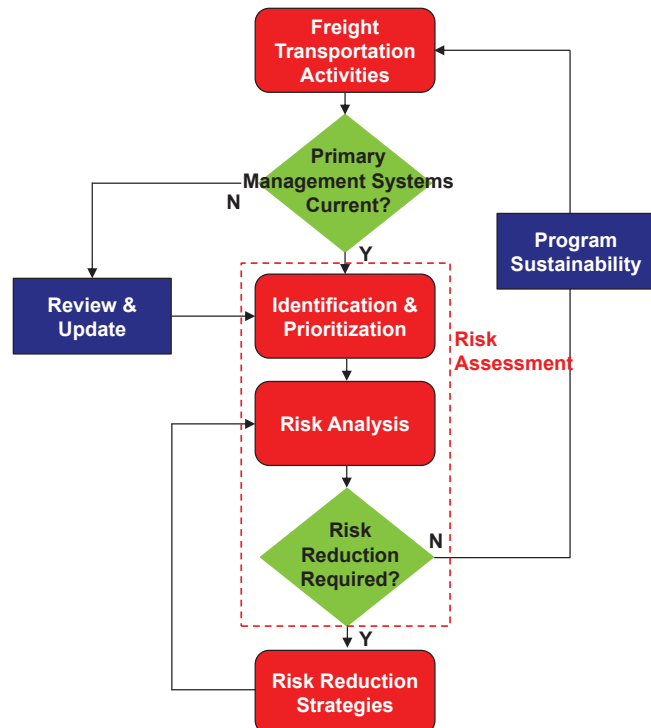 Freight
Transportation
Activities
Primary
Management Systems
Current?
N
Y
Program
Sustainability
Review &
Update
Identification &
Prioritization
Risk
Assessment
Risk Analysis
Risk
Reduction
Required?
N
Y
Risk Reduction
Strategies